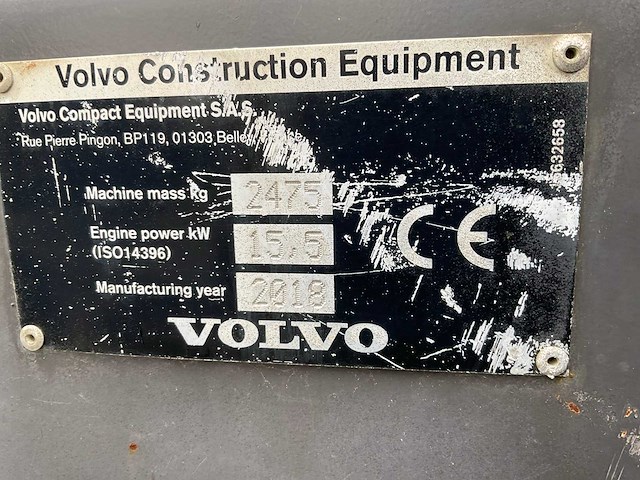 Volvo Construction Equipment
Volvo Compact Equipment S.A.S.
Rue Pierre Pingon, BP119, 01303
Machine mass kg 2475
Engine power kW 15.5
(ISO14396)
Manufacturing year 2018
CE
VOLVO